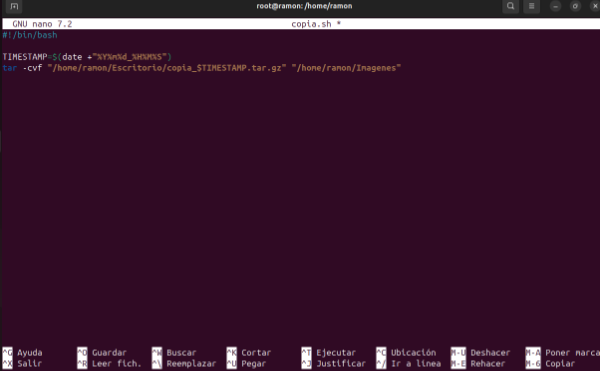 root@ramon: /home/ramon
GNU nano 7.2 copia.sh *
#!/bin/bash
TIMESTAMP=$(date +"%Y%m%d_%H%M%S")
tar -cvf "/home/ramon/Escritorio/copia_$TIMESTAMP.tar.gz" "/home/ramon/Imagenes"
^G Ayuda ^O Guardar ^W Buscar ^K Cortar ^T Ejecutar ^C Ubicación M-U Deshacer M-A Poner marca
^X Salir ^R Leer fich. ^\ Reemplazar ^U Pegar ^J Justificar ^/ Ir a línea M-E Rehacer M-6 Copiar